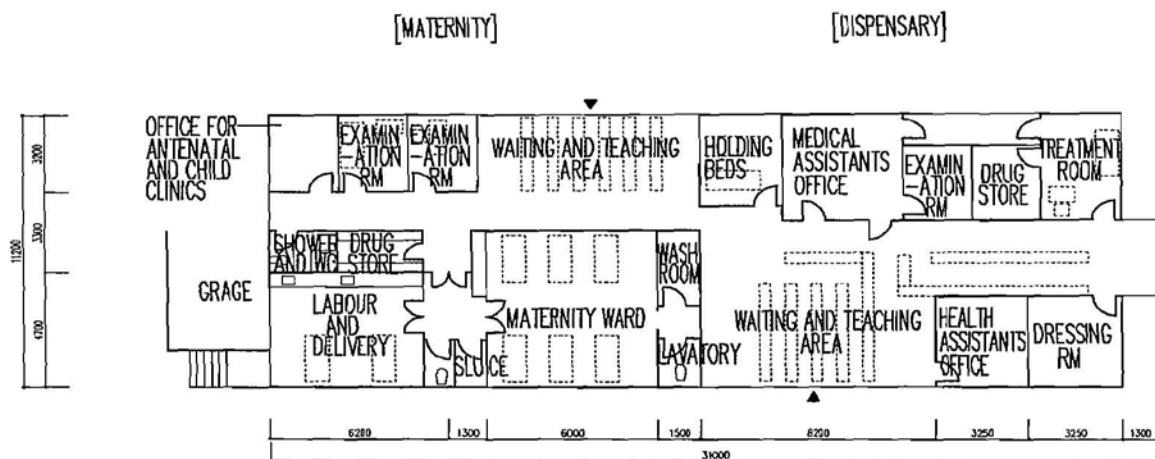 [MATERNITY]
[DISPENSARY]
OFFICE FOR
ANTENATAL
AND CHILD
CLINICS
EXAMIN
-ATION
RM
EXAMIN
-ATION
RM
WAITING AND TEACHING
AREA
HOLDING
BEDS
MEDICAL
ASSISTANTS
OFFICE
EXAMIN
-ATION
RM
DRUG
STORE
TREATMENT
ROOM
SHOWER
AND WC
DRUG
STORE
GRAGE
LABOUR
AND
DELIVERY
SLUCE
MATERNITY WARD
WASH
ROOM
LAVATORY
WAITING AND TEACHING
AREA
HEALTH
ASSISTANTS
OFFICE
DRESSING
RM
11200
3200
3300
4700
6200
1300
6000
1500
8200
3250
3250
1300
31000